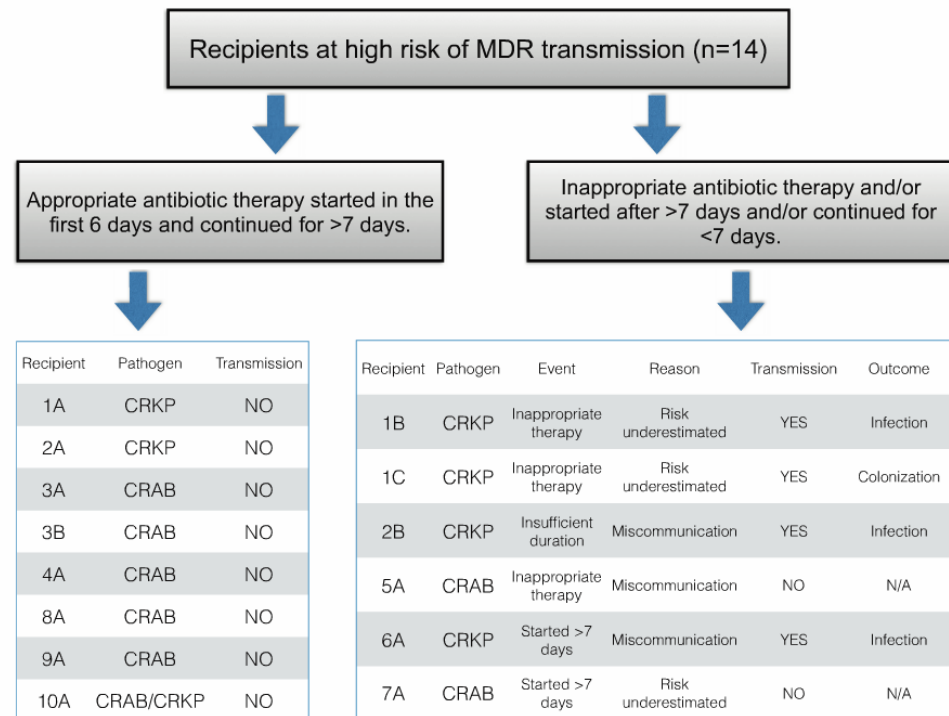 Recipients at high risk of MDR transmission (n=14)
Appropriate antibiotic therapy started in the
first 6 days and continued for >7 days.
Inappropriate antibiotic therapy and/or
started after >7 days and/or continued for
<7 days.
Recipient Pathogen Transmission
1A CRKP NO
2A CRKP NO
3A CRAB NO
3B CRAB NO
4A CRAB NO
8A CRAB NO
9A CRAB NO
10A CRAB/CRKP NO
Recipient Pathogen Event Reason Transmission Outcome
1B CRKP Inappropriate therapy Risk underestimated YES Infection
1C CRKP Inappropriate therapy Risk underestimated YES Colonization
2B CRKP Insufficient duration Miscommunication YES Infection
5A CRAB Inappropriate therapy Miscommunication NO N/A
6A CRKP Started >7 days Miscommunication YES Infection
7A CRAB Started >7 days Risk underestimated NO N/A